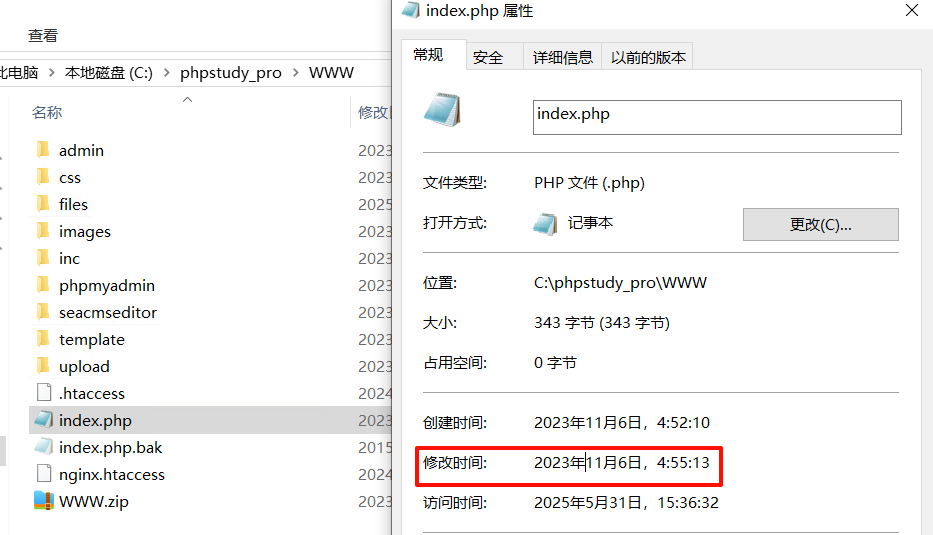 index.php 属性
查看
常规
安全
详细信息
以前的版本
此电脑 > 本地磁盘 (C:) > phpstudy_pro > WWW
名称
修改日
index.php
admin 2023
css 2023
files 2025
images 2023
inc 2023
phpmyadmin 2023
seacmseditor 2023
template 2023
upload 2023
.htaccess 2023
index.php 2023
index.php.bak 2015
nginx.htaccess 2024
WWW.zip 2023
文件类型: PHP 文件 (.php)
打开方式: 记事本
更改(C)...
位置: C:\phpstudy_pro\WWW
大小: 343 字节 (343 字节)
占用空间: 0 字节
创建时间: 2023年11月6日，4:52:10
修改时间: 2023年11月6日，4:55:13
访问时间: 2025年5月31日，15:36:32